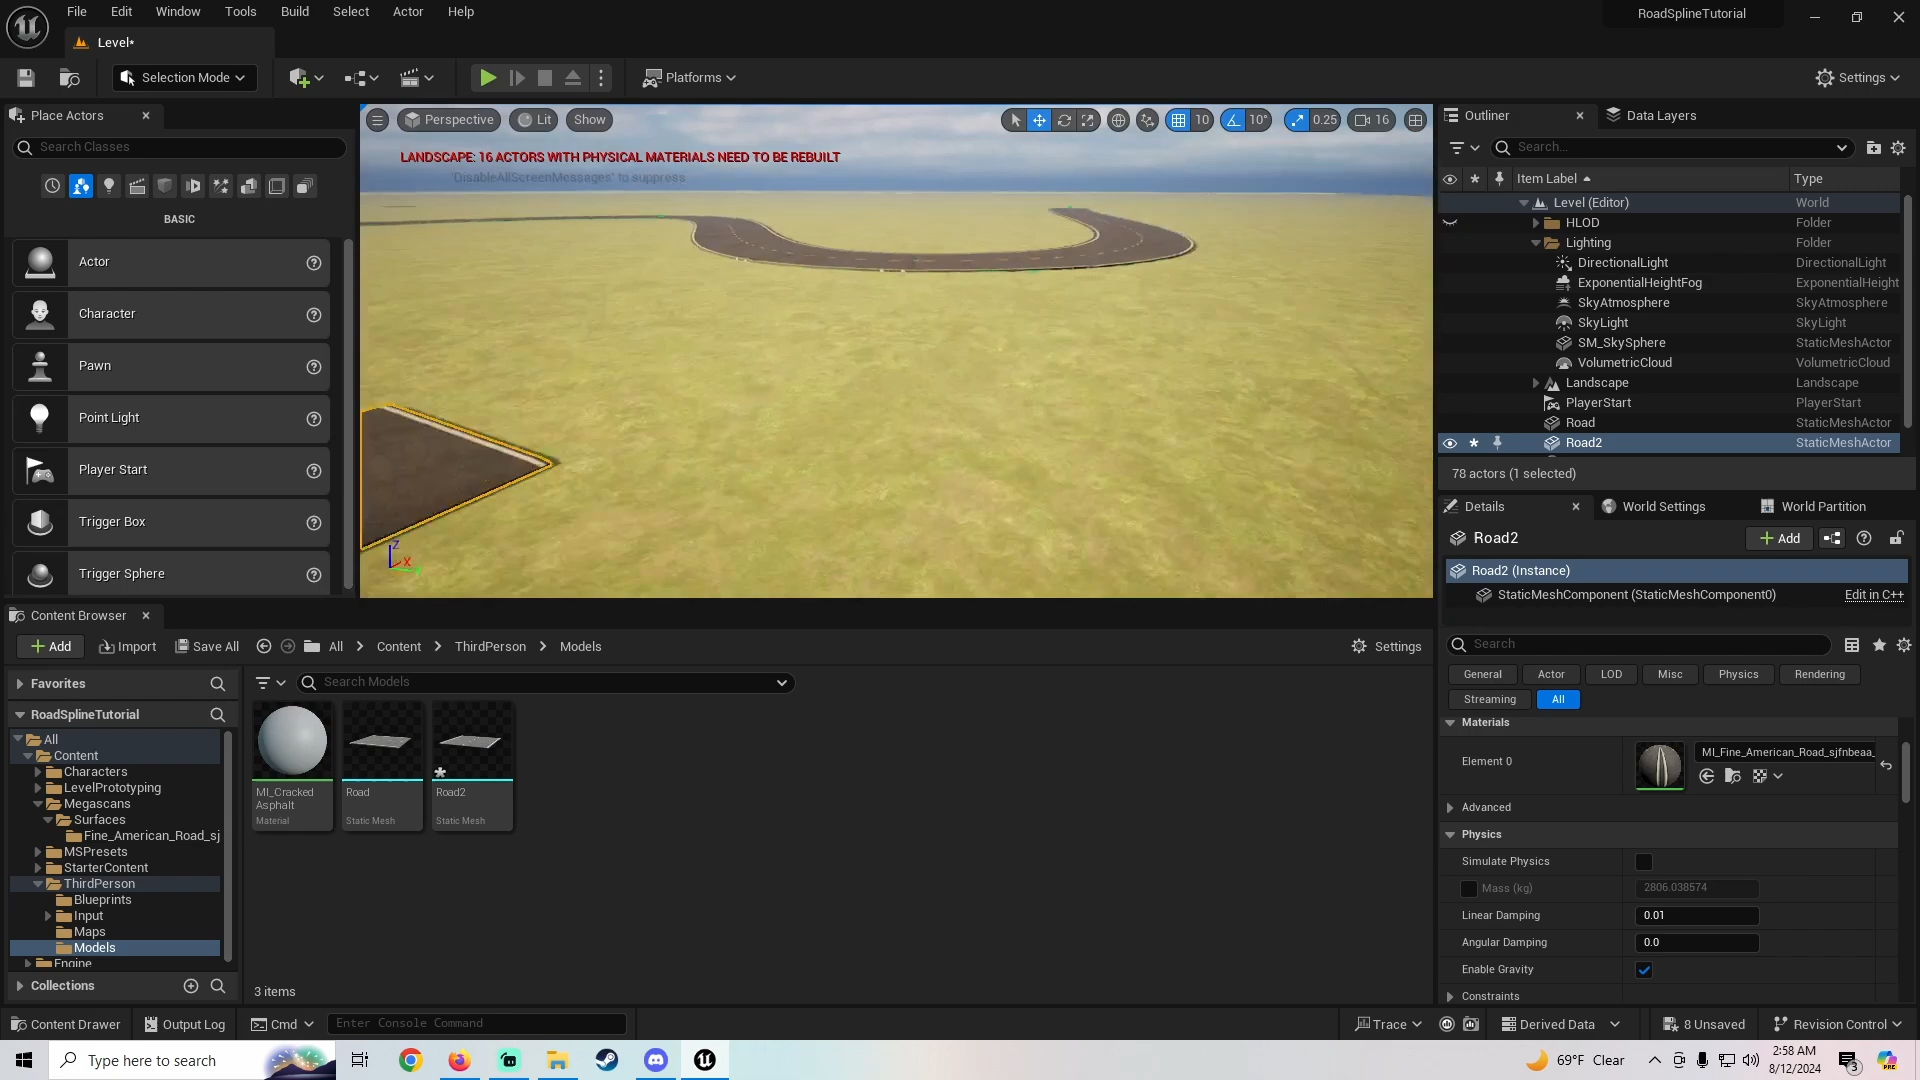 File Edit Window Tools Build Select Actor Help
RoadSplineTutorial
Level*
Selection Mode
Platforms
Settings
Place Actors
Search Classes
BASIC
Actor
Character
Pawn
Point Light
Player Start
Trigger Box
Trigger Sphere
Perspective Lit Show
10 10° 0.25 16
LANDSCAPE: 16 ACTORS WITH PHYSICAL MATERIALS NEED TO BE REBUILT
'DisableAllScreenMessages' to suppress
Z X
Outliner Data Layers
Search...
Item Label Type
Level (Editor) World
HLOD Folder
Lighting Folder
DirectionalLight DirectionalLight
ExponentialHeightFog ExponentialHeight
SkyAtmosphere SkyAtmosphere
SkyLight SkyLight
SM_SkySphere StaticMeshActor
VolumetricCloud VolumetricCloud
Landscape Landscape
PlayerStart PlayerStart
Road StaticMeshActor
Road2 StaticMeshActor
78 actors (1 selected)
Details World Settings World Partition
Road2 Add
Road2 (Instance)
StaticMeshComponent (StaticMeshComponent0) Edit in C++
Search
General Actor LOD Misc Physics Rendering
Streaming All
Materials
Element 0 MI_Fine_American_Road_sjfnbeaa_
Advanced
Physics
Simulate Physics
Mass (kg) 2806.038574
Linear Damping 0.01
Angular Damping 0.0
Enable Gravity
Constraints
Content Browser
Add Import Save All All Content ThirdPerson Models Settings
Favorites
Search Models
RoadSplineTutorial
All
Content
Characters
LevelPrototyping
Megascans
Surfaces
Fine_American_Road_sj
MSPresets
StarterContent
ThirdPerson
Blueprints
Input
Maps
Models
Engine
Collections
MI_Cracked
Asphalt
Material
Road
Static Mesh
Road2
Static Mesh
3 items
Content Drawer Output Log Cmd Enter Console Command
Trace Derived Data 8 Unsaved Revision Control
Type here to search
69°F Clear
2:58 AM
8/12/2024
3
PRE